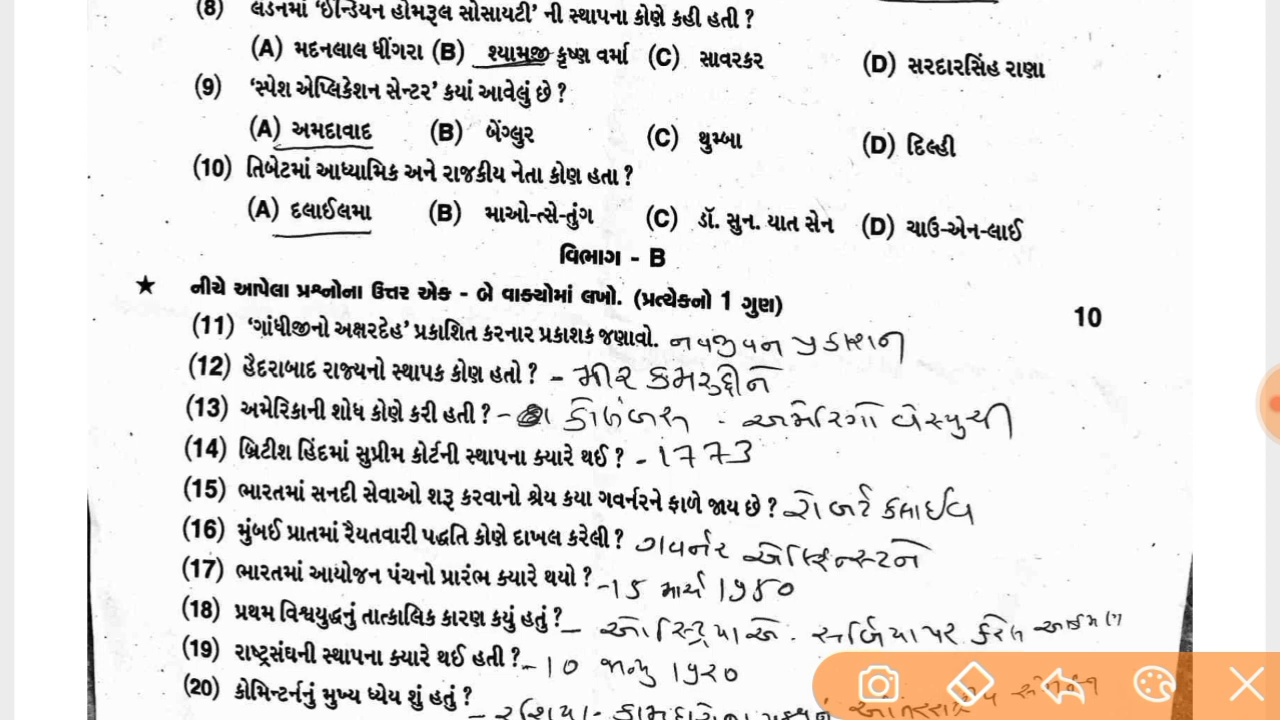 (8) લંડનમાં 'ઈન્ડિયન હોમરૂલ સોસાયટી' ની સ્થાપના કોણે કહી હતી ?
(A) મદનલાલ ધીંગરા (B) શ્યામજી કૃષ્ણ વર્મા (C) સાવરકર (D) સરદારસિંહ રાણા
(9) 'સ્પેશ એપ્લિકેશન સેન્ટર' કયાં આવેલું છે ?
(A) અમદાવાદ (B) બેંગ્લુર (C) થુમ્બા (D) દિલ્હી
(10) તિબેટમાં આધ્યામિક અને રાજકીય નેતા કોણ હતા ?
(A) દલાઈલમા (B) માઓ-ત્સે-તુંગ (C) ડૉ. સુન. યાત સેન (D) ચાઉ-એન-લાઈ
વિભાગ - B
★ નીચે આપેલા પ્રશ્નોના ઉત્તર એક - બે વાક્યોમાં લખો. (પ્રત્યેકનો 1 ગુણ) 10
(11) 'ગાંધીજીનો અક્ષરદેહ' પ્રકાશિત કરનાર પ્રકાશક જણાવો. નવજીવન પ્રકાશન
(12) હૈદરાબાદ રાજ્યનો સ્થાપક કોણ હતો ? - મીર કમરુદ્દીને
(13) અમેરિકાની શોધ કોણે કરી હતી ? - કોલંબસ - અમેરિગો વેસ્પુચી
(14) બ્રિટીશ હિંદમાં સુપ્રીમ કોર્ટની સ્થાપના ક્યારે થઈ ? - 1773
(15) ભારતમાં સનદી સેવાઓ શરૂ કરવાનો શ્રેય કયા ગવર્નરને ફાળે જાય છે ? રોબર્ટ ક્લાઈવ
(16) મુંબઈ પ્રાતમાં રૈયતવારી પદ્ધતિ કોણે દાખલ કરેલી ? ગવર્નર એલ્ફિન્સ્ટને
(17) ભારતમાં આયોજન પંચનો પ્રારંભ ક્યારે થયો ? - 15 માર્ચ 1950
(18) પ્રથમ વિશ્વયુદ્ધનું તાત્કાલિક કારણ કયું હતું ? - ઓસ્ટ્રિયાએ સર્બિયા પર કરેલ
(19) રાષ્ટ્રસંઘની સ્થાપના ક્યારે થઈ હતી ? - 10 જાન્યુ 1920
(20) કોમિન્ટર્નનું મુખ્ય ધ્યેય શું હતું ?